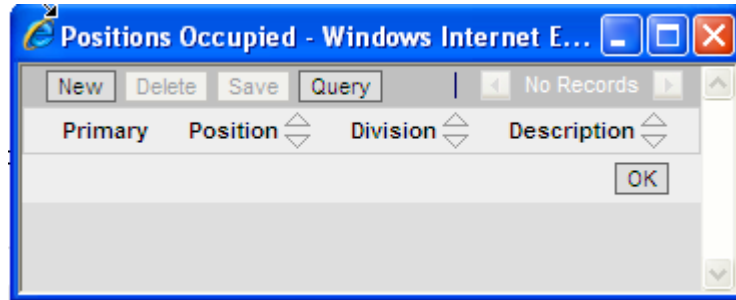 Positions Occupied - Windows Internet E...
New Delete Save Query No Records
Primary Position Division Description
OK